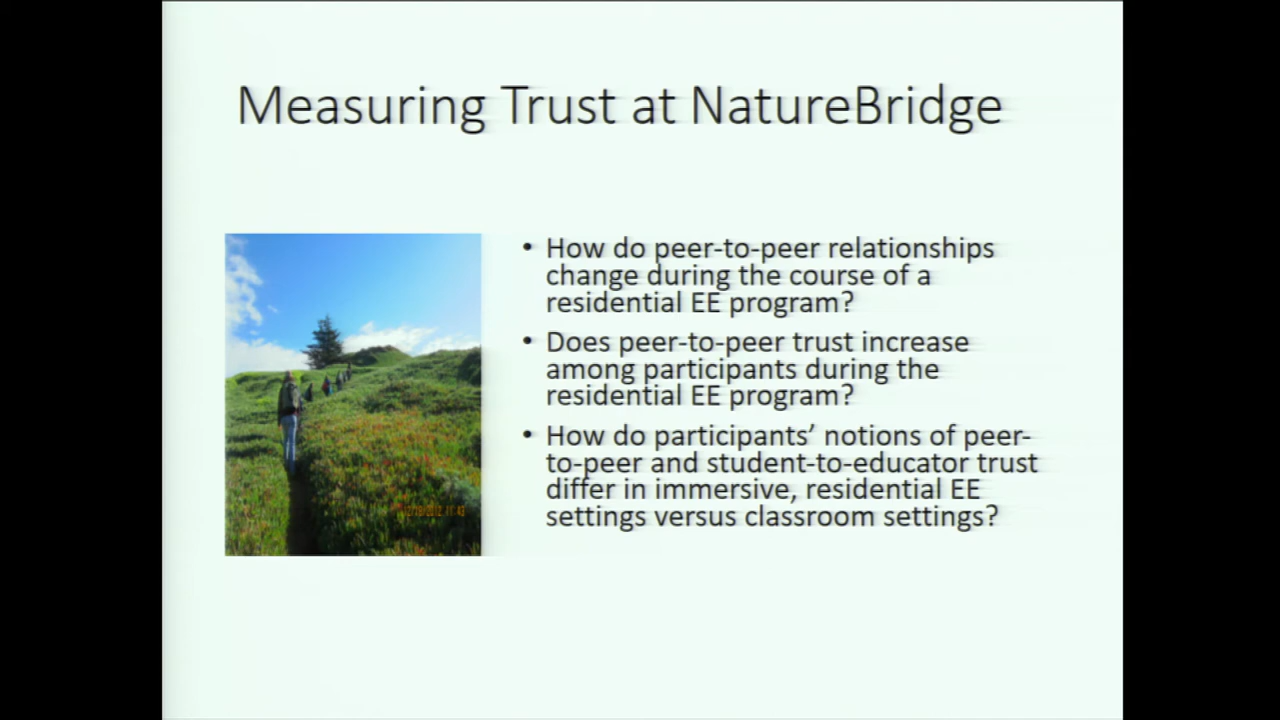 Measuring Trust at NatureBridge
• How do peer-to-peer relationships
change during the course of a
residential EE program?
• Does peer-to-peer trust increase
among participants during the
residential EE program?
• How do participants’ notions of peer-
to-peer and student-to-educator trust
differ in immersive, residential EE
settings versus classroom settings?